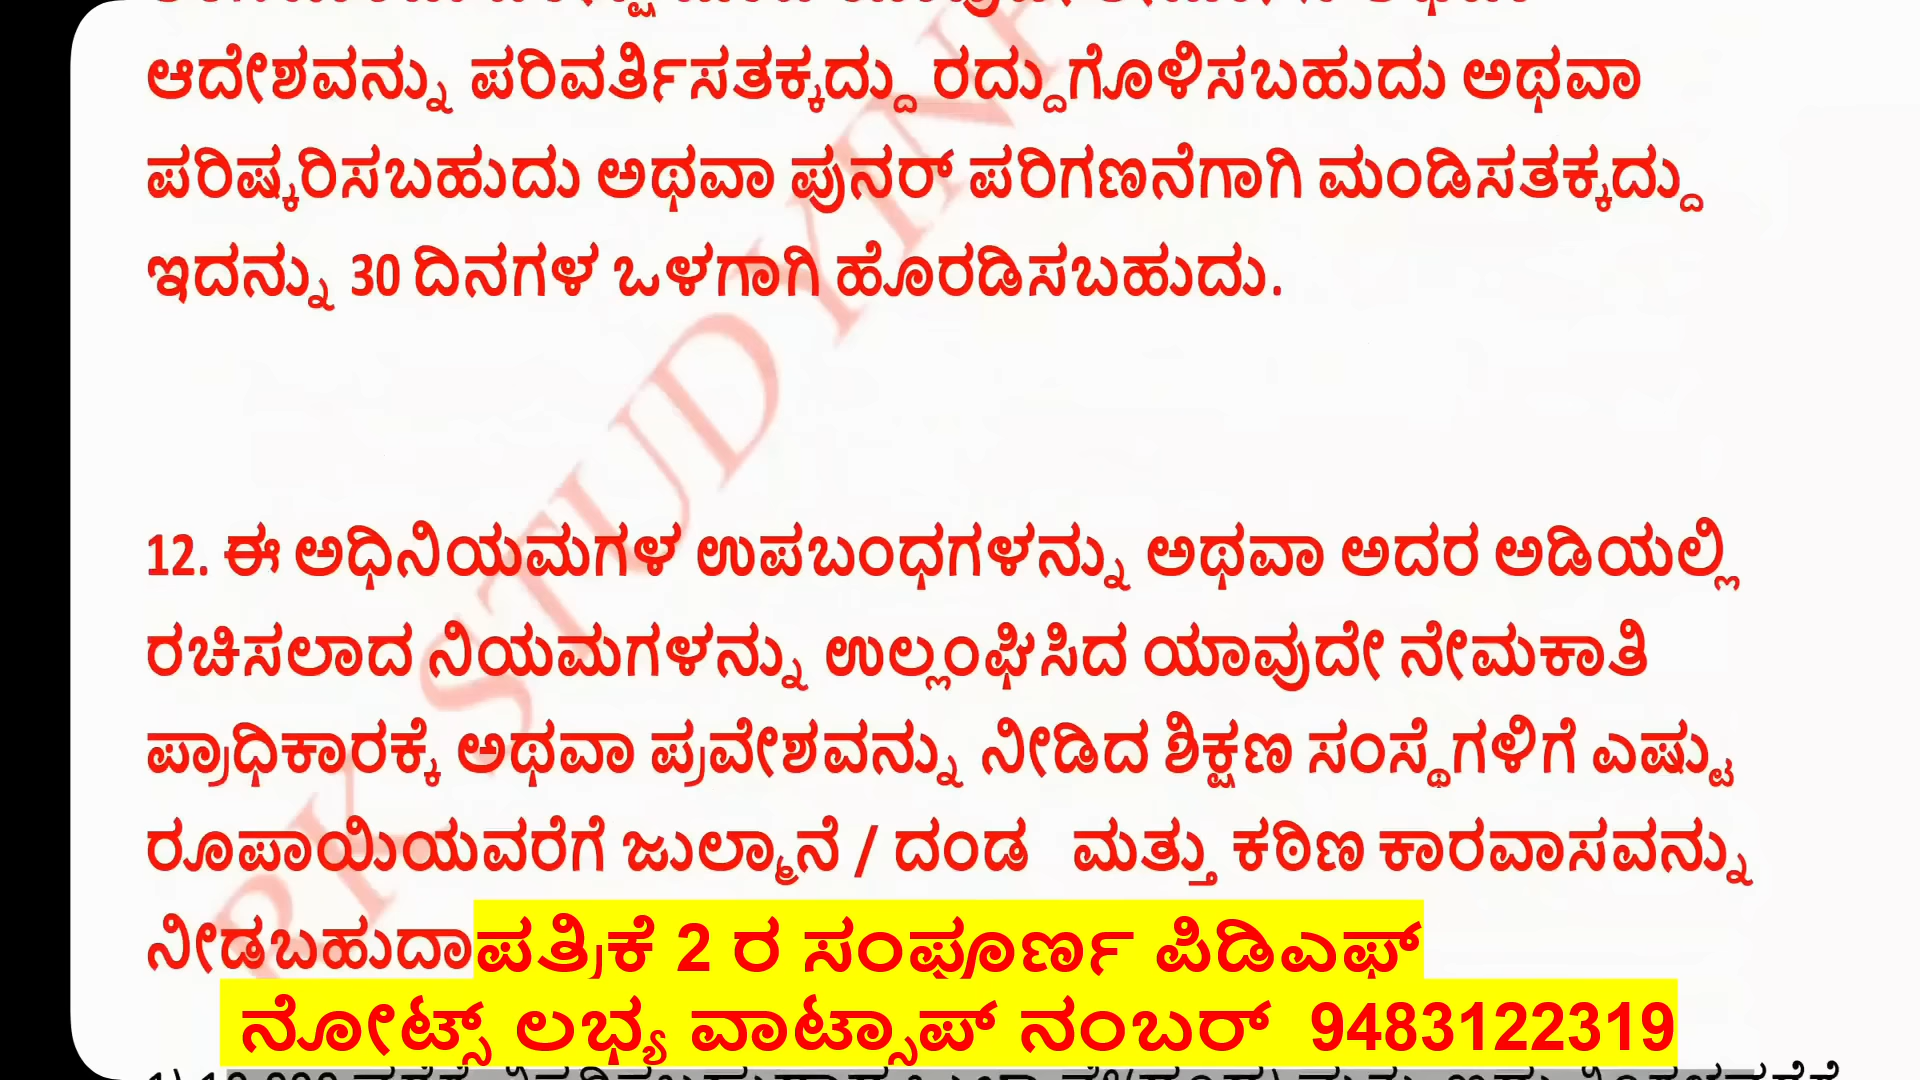 ಆದೇಶವನ್ನು ಪರಿವರ್ತಿಸತಕ್ಕದ್ದು ರದ್ದುಗೊಳಿಸಬಹುದು ಅಥವಾ
ಪರಿಷ್ಕರಿಸಬಹುದು ಅಥವಾ ಪುನರ್ ಪರಿಗಣನೆಗಾಗಿ ಮಂಡಿಸತಕ್ಕದ್ದು
ಇದನ್ನು 30 ದಿನಗಳ ಒಳಗಾಗಿ ಹೊರಡಿಸಬಹುದು.
12. ಈ ಅಧಿನಿಯಮಗಳ ಉಪಬಂಧಗಳನ್ನು ಅಥವಾ ಅದರ ಅಡಿಯಲ್ಲಿ
ರಚಿಸಲಾದ ನಿಯಮಗಳನ್ನು ಉಲ್ಲಂಘಿಸಿದ ಯಾವುದೇ ನೇಮಕಾತಿ
ಪ್ರಾಧಿಕಾರಕ್ಕೆ ಅಥವಾ ಪ್ರವೇಶವನ್ನು ನೀಡಿದ ಶಿಕ್ಷಣ ಸಂಸ್ಥೆಗಳಿಗೆ ಎಷ್ಟು
ರೂಪಾಯಿಯವರೆಗೆ ಜುಲ್ಮಾನೆ / ದಂಡ ಮತ್ತು ಕಠಿಣ ಕಾರವಾಸವನ್ನು
ನೀಡಬಹುದಾ
ಪತ್ರಿಕೆ 2 ರ ಸಂಪೂರ್ಣ ಪಿಡಿಎಫ್
ನೋಟ್ಸ್ ಲಭ್ಯ ವಾಟ್ಸಾಪ್ ನಂಬರ್ 9483122319
PK STUDY